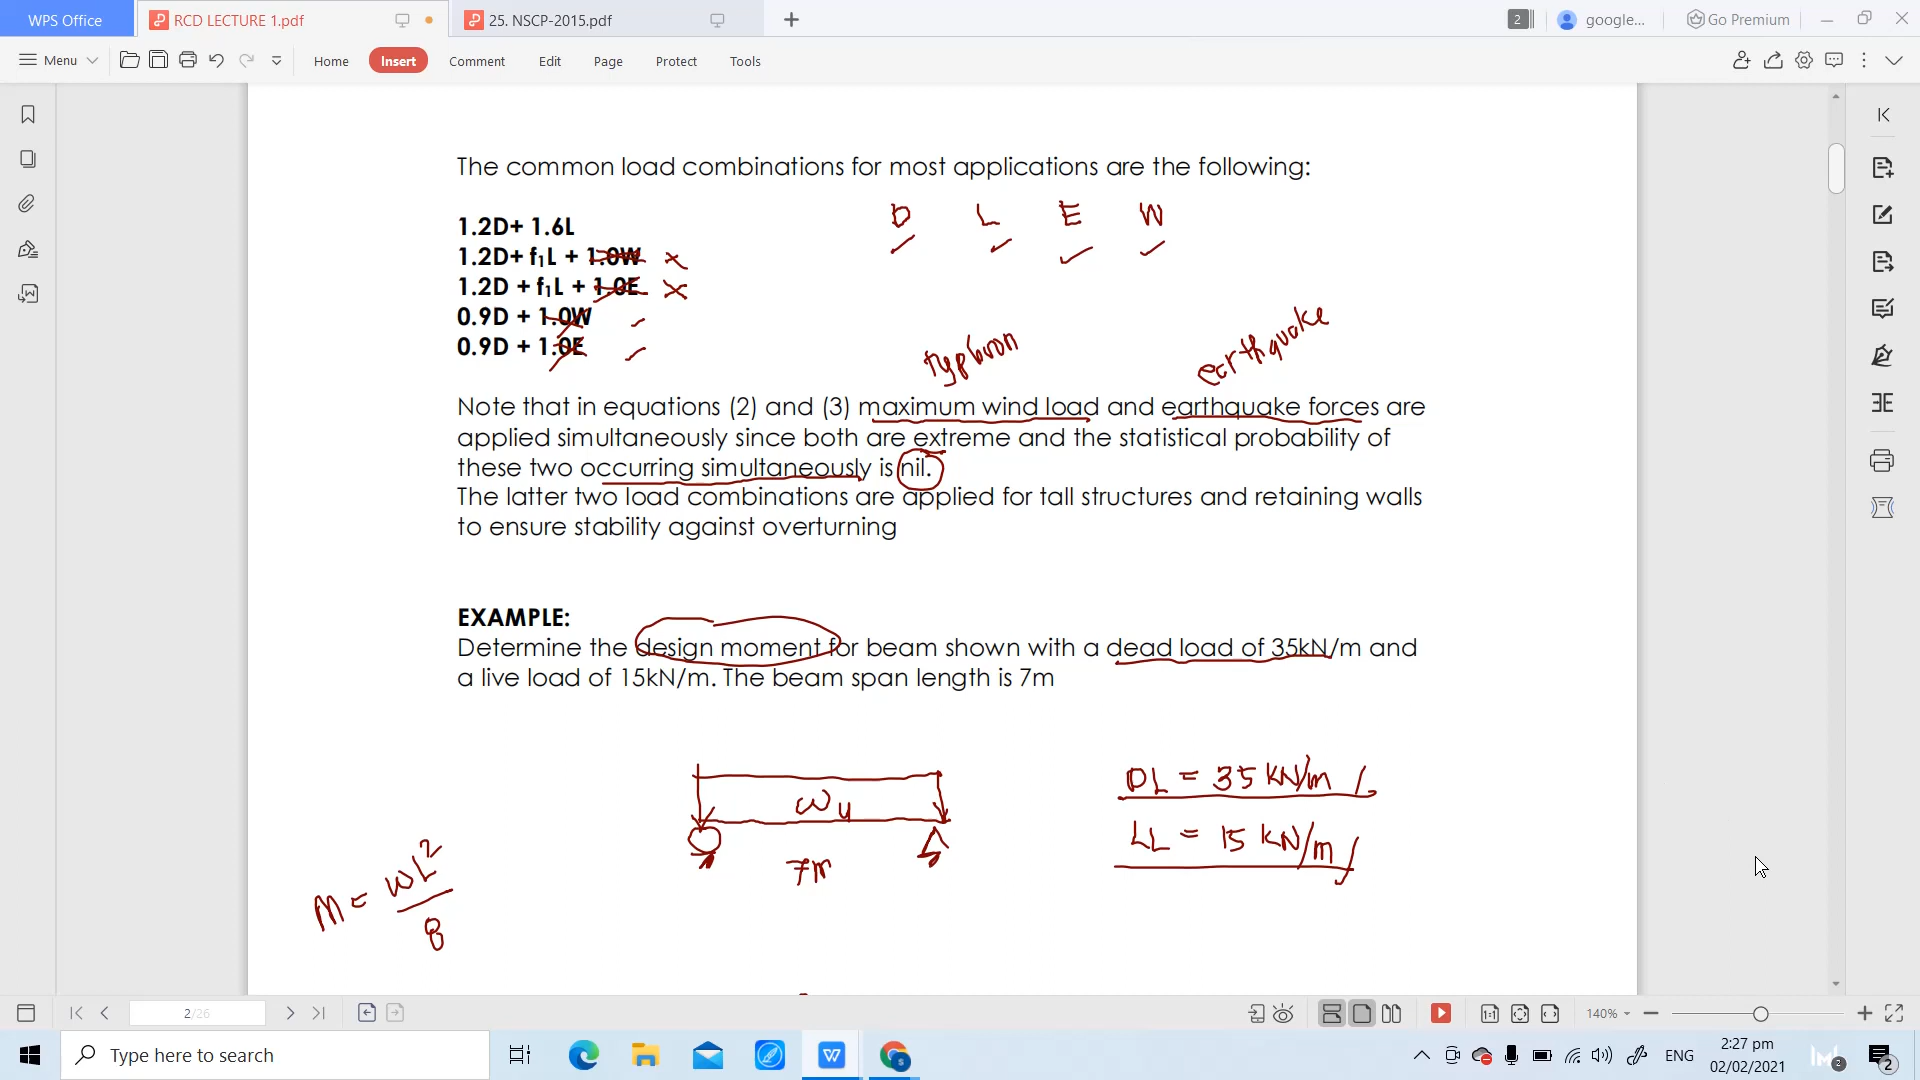 WPS Office
RCD LECTURE 1.pdf
25. NSCP-2015.pdf
2
google...
Go Premium
Menu
Home
Insert
Comment
Edit
Page
Protect
Tools
The common load combinations for most applications are the following:
D L E W
1.2D+ 1.6L
1.2D+ f₁L + 1.0W x
1.2D + f₁L + 1.0E x
0.9D + 1.0W
0.9D + 1.0E
typhoon
earthquake
Note that in equations (2) and (3) maximum wind load and earthquake forces are
applied simultaneously since both are extreme and the statistical probability of
these two occurring simultaneously is nil.
The latter two load combinations are applied for tall structures and retaining walls
to ensure stability against overturning
EXAMPLE:
Determine the design moment for beam shown with a dead load of 35kN/m and
a live load of 15kN/m. The beam span length is 7m
DL = 35 KN/m
ωu
LL = 15 KN/m
7m
M = ωL²/8
2/26
140%
Type here to search
ENG
2:27 pm
02/02/2021
2
2